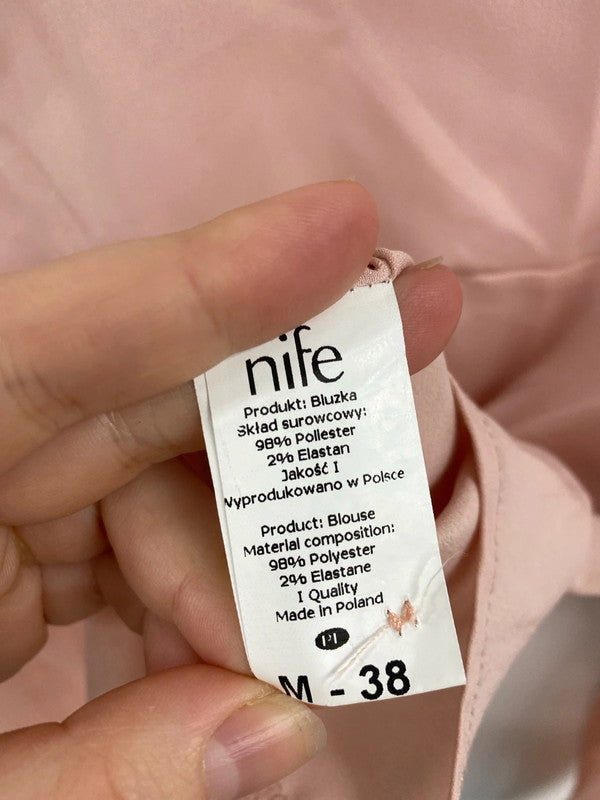 nife
Produkt: Bluzka
Skład surowcowy:
98% Poliester
2% Elastan
Jakość I
Wyprodukowano w Polsce
Product: Blouse
Material composition:
98% Polyester
2% Elastane
I Quality
Made in Poland
PL
M - 38